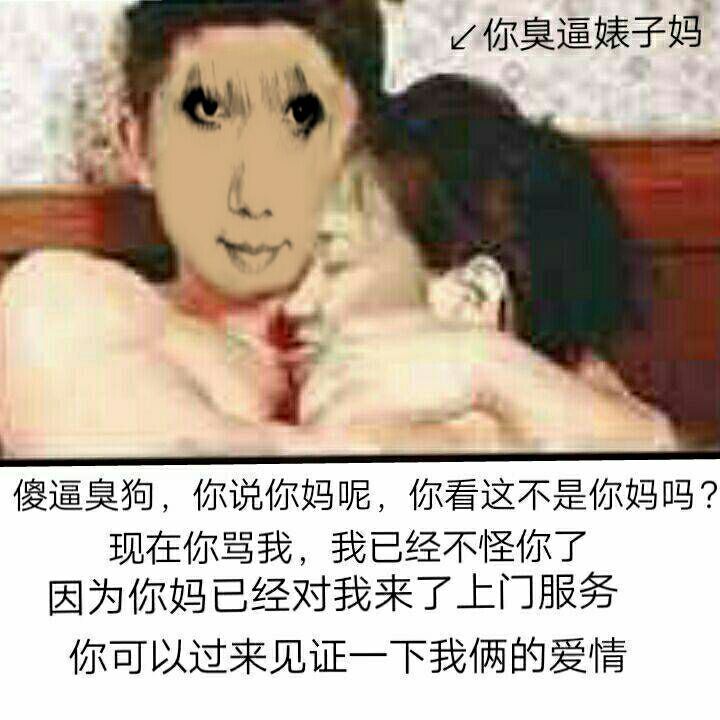 ↙你臭逼婊子妈
傻逼臭狗，你说你妈呢，你看这不是你妈吗？
现在你骂我，我已经不怪你了
因为你妈已经对我来了上门服务
你可以过来见证一下我俩的爱情